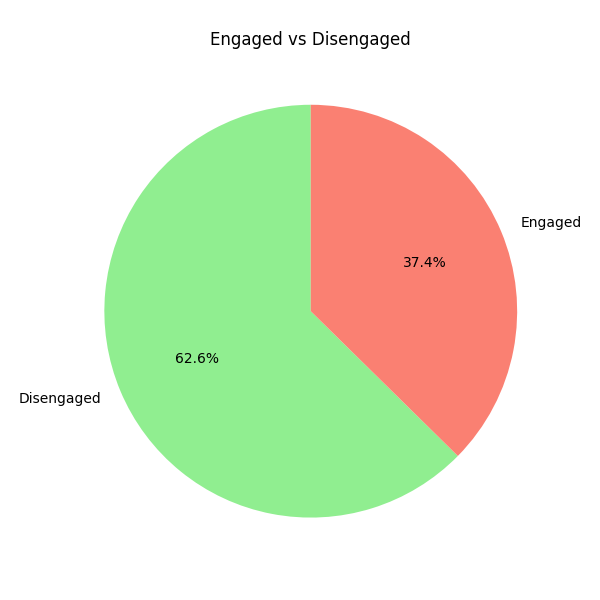 Engaged vs Disengaged
Engaged
37.4%
62.6%
Disengaged